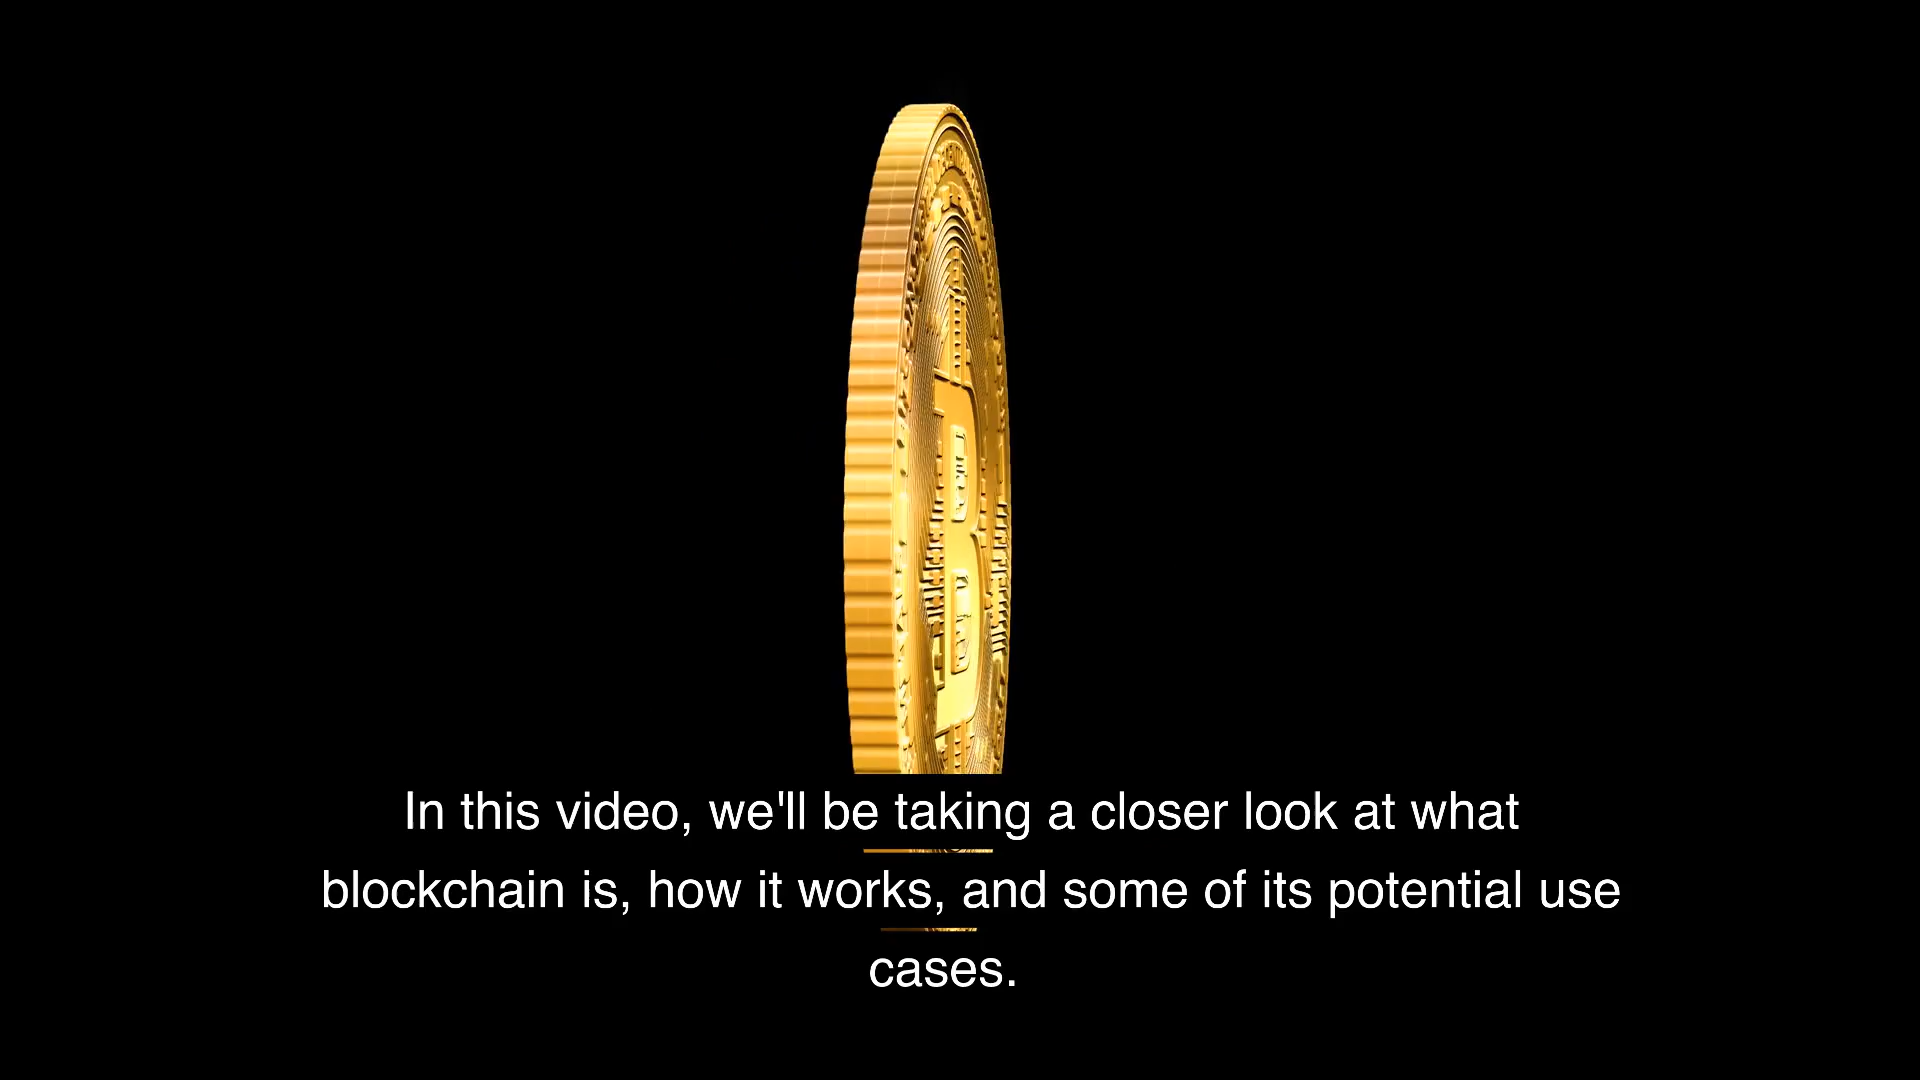 In this video, we'll be taking a closer look at what
blockchain is, how it works, and some of its potential use
cases.